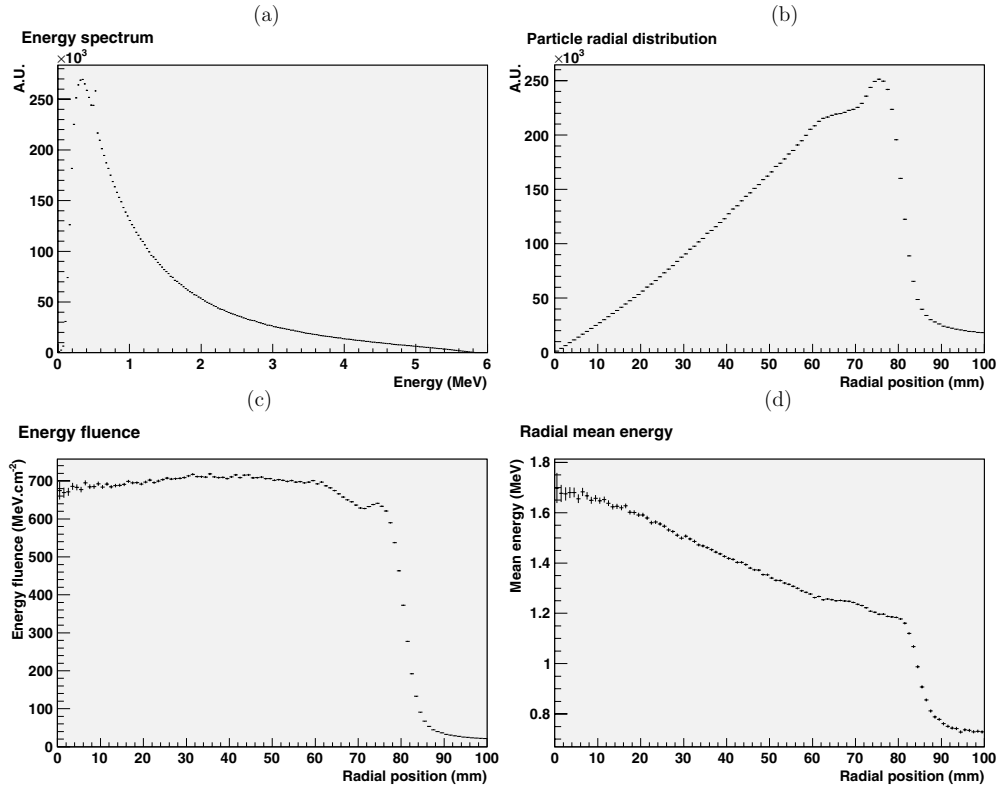 (a)
Energy spectrum
×10³
A.U.
250
200
150
100
50
0
0 1 2 3 4 5 6
Energy (MeV)
(b)
Particle radial distribution
×10³
A.U.
250
200
150
100
50
0
0 10 20 30 40 50 60 70 80 90 100
Radial position (mm)
(c)
Energy fluence
Energy fluence (MeV.cm⁻²)
700
600
500
400
300
200
100
0
0 10 20 30 40 50 60 70 80 90 100
Radial position (mm)
(d)
Radial mean energy
Mean energy (MeV)
1.8
1.6
1.4
1.2
1
0.8
0 10 20 30 40 50 60 70 80 90 100
Radial position (mm)